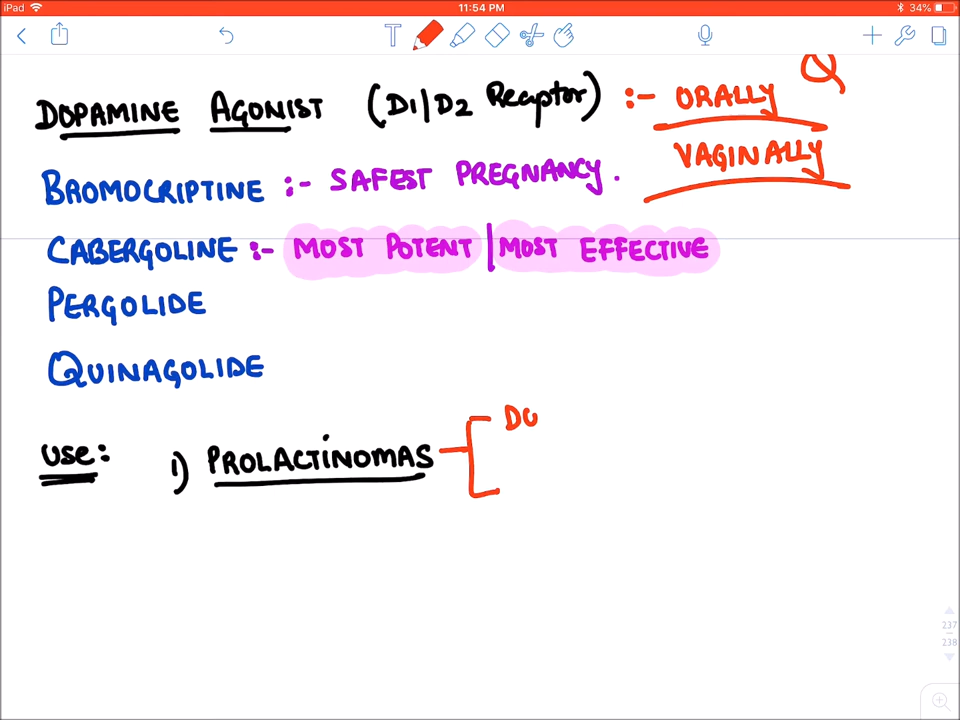 iPad 11:54 PM 34%
DOPAMINE AGONIST (D1/D2 Receptor) :- ORALLY
VAGINALLY
BROMOCRIPTINE :- SAFEST PREGNANCY.
CABERGOLINE :- MOST POTENT | MOST EFFECTIVE
PERGOLIDE
QUINAGOLIDE
USE: 1) PROLACTINOMAS
DO
237
238